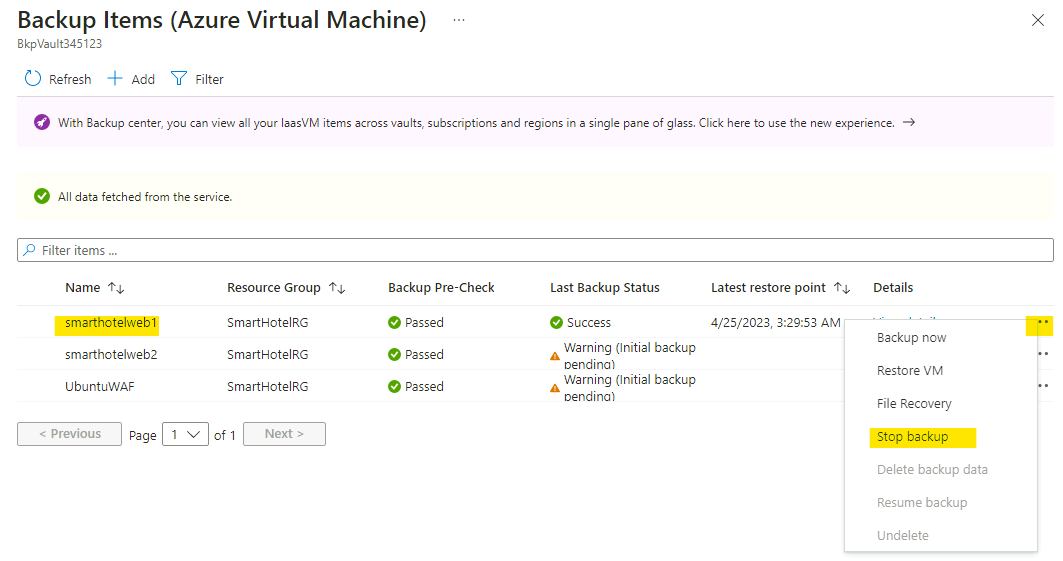 Backup Items (Azure Virtual Machine) ...
BkpVault345123
Refresh Add Filter
With Backup center, you can view all your IaasVM items across vaults, subscriptions and regions in a single pane of glass. Click here to use the new experience. →
All data fetched from the service.
Filter items ...
Name ↑↓ Resource Group ↑↓ Backup Pre-Check Last Backup Status Latest restore point ↑↓ Details
smarthotelweb1 SmartHotelRG Passed Success 4/25/2023, 3:29:53 AM
smarthotelweb2 SmartHotelRG Passed Warning (Initial backup
pending)
UbuntuWAF SmartHotelRG Passed Warning (Initial backup
pending)
< Previous Page 1 of 1 Next >
Backup now
Restore VM
File Recovery
Stop backup
Delete backup data
Resume backup
Undelete